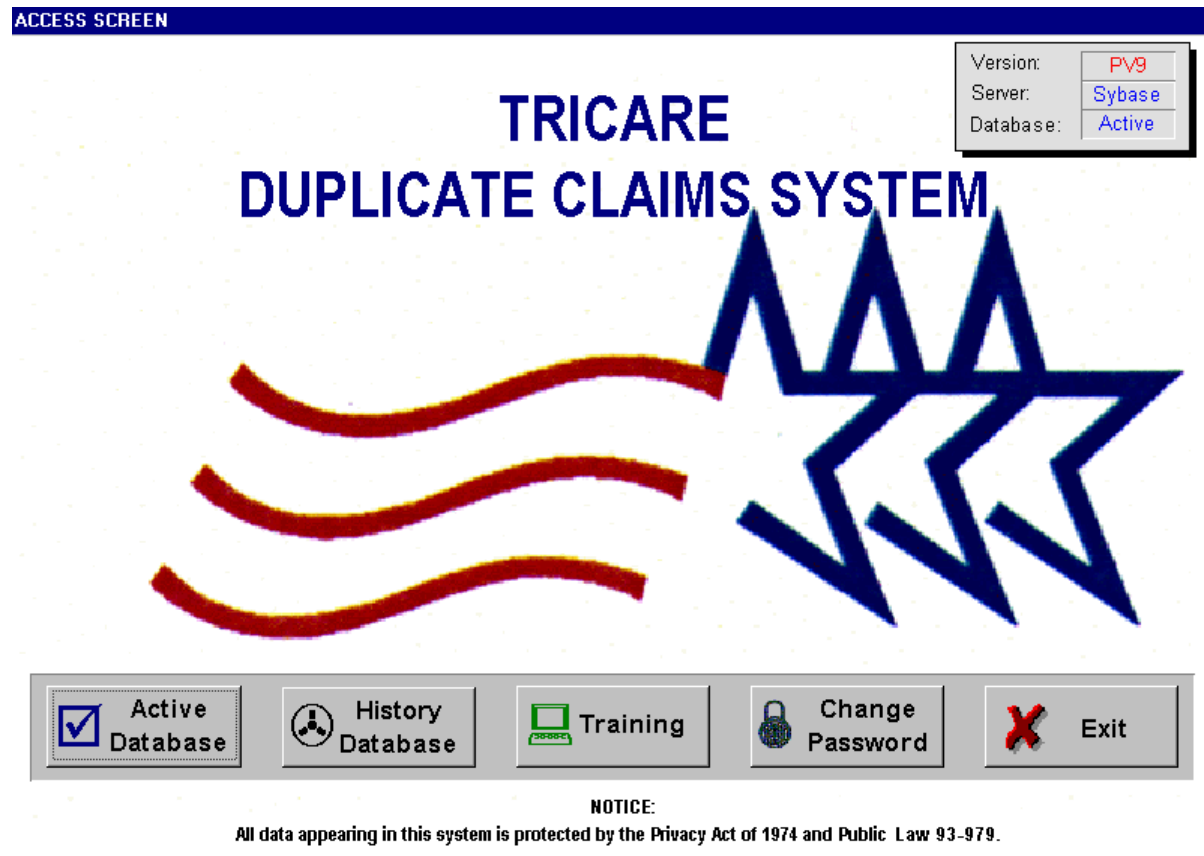 ACCESS SCREEN
Version: PV9
Server: Sybase
Database: Active
TRICARE
DUPLICATE CLAIMS SYSTEM
Active
Database
History
Database
Training
Change
Password
Exit
NOTICE:
All data appearing in this system is protected by the Privacy Act of 1974 and Public Law 93-979.